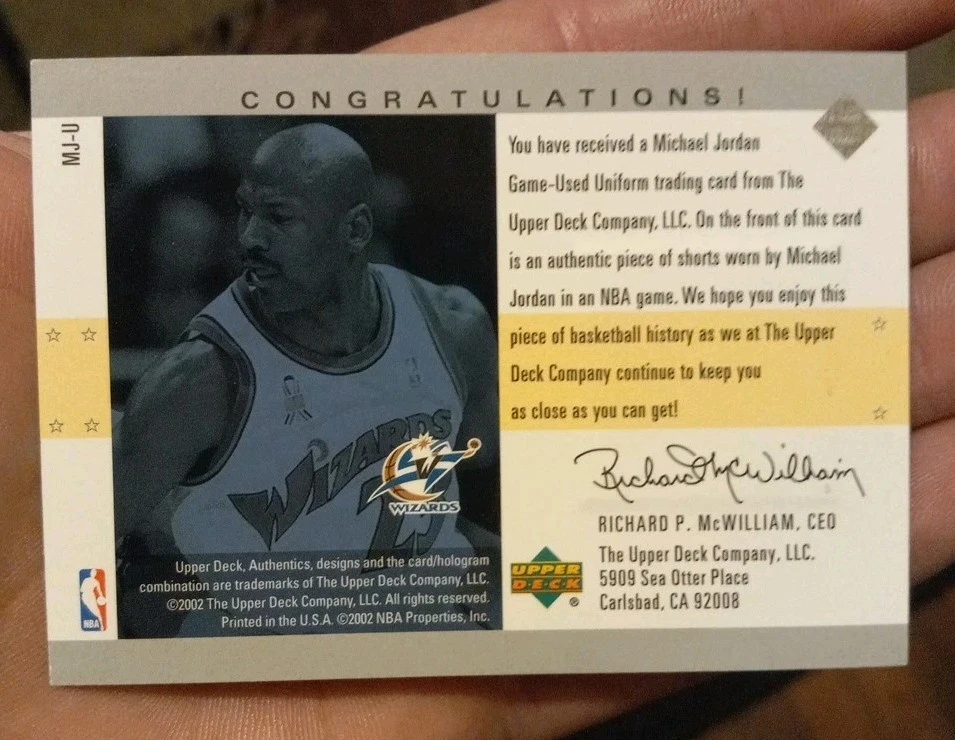 CONGRATULATIONS!
MJ-U
You have received a Michael Jordan
Game-Used Uniform trading card from The
Upper Deck Company, LLC. On the front of this card
is an authentic piece of shorts worn by Michael
Jordan in an NBA game. We hope you enjoy this
piece of basketball history as we at The Upper
Deck Company continue to keep you
as close as you can get!
WIZARDS
WIZARDS
Richard McWilliam
RICHARD P. McWILLIAM, CEO
The Upper Deck Company, LLC.
5909 Sea Otter Place
Carlsbad, CA 92008
UPPER
D·E·C·K
®
Upper Deck, Authentics, designs and the card/hologram
combination are trademarks of The Upper Deck Company, LLC.
©2002 The Upper Deck Company, LLC. All rights reserved.
Printed in the U.S.A. ©2002 NBA Properties, Inc.
NBA